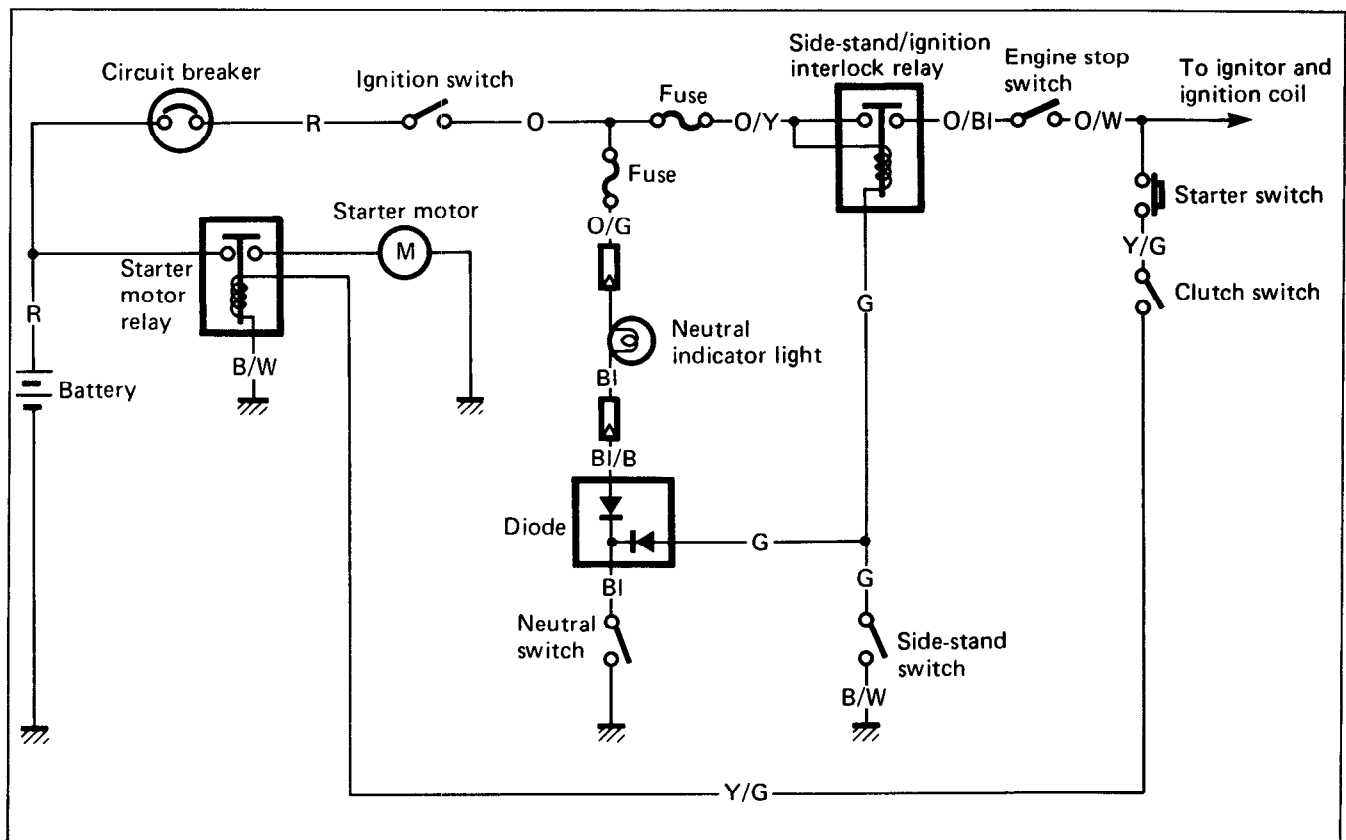 Circuit breaker
Ignition switch
Fuse
Side-stand/ignition
interlock relay
Engine stop
switch
To ignitor and
ignition coil
R
O
O/Y
O/Bl
O/W
Fuse
Starter switch
O/G
Y/G
Starter motor
M
Starter
motor
relay
Clutch switch
R
G
Neutral
indicator light
B/W
Battery
Bl
Bl/B
Diode
G
G
Bl
Neutral
switch
Side-stand
switch
B/W
Y/G